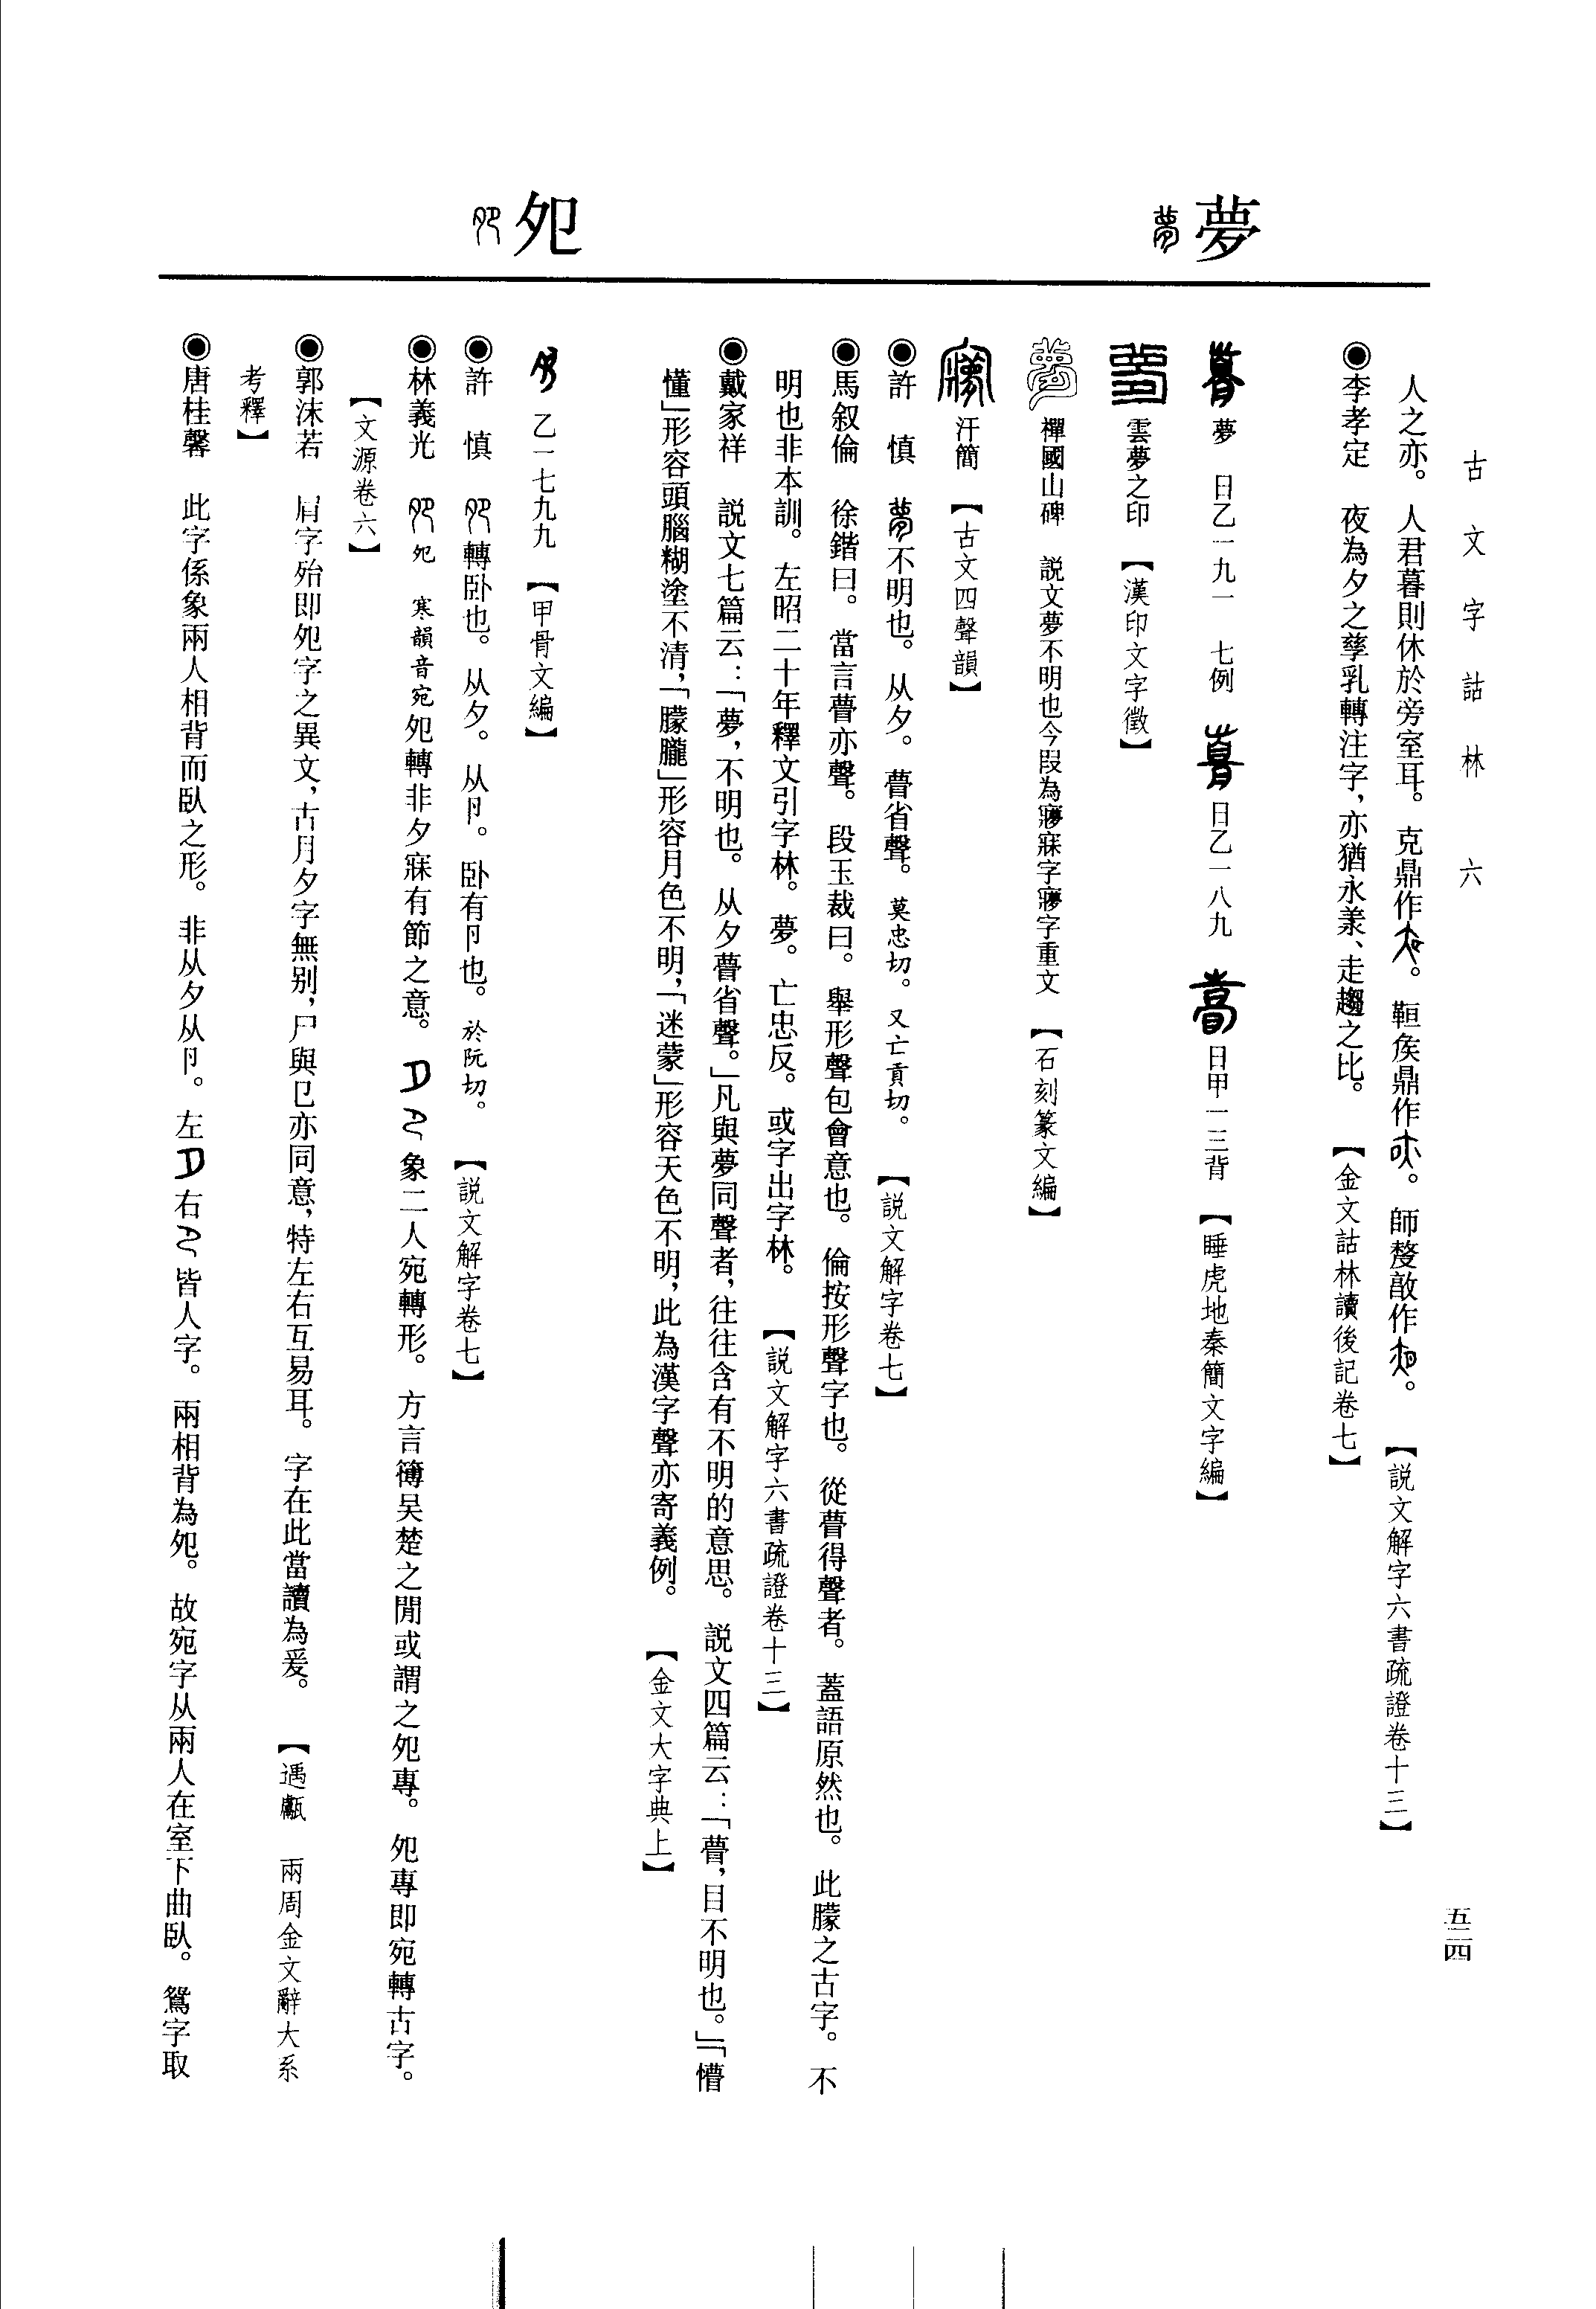 古文字詁林 六
五二四
夢
夗
人之亦。人君暮則休於旁室耳。克鼎作。䩠矦鼎作。師嫠敲作。【説文解字六書疏證卷十三】
◉李孝定 夜為夕之孳乳轉注字，亦猶永羕、走趨之比。 【金文詁林讀後記卷七】
夢 日乙一九一 七例 日乙一八九 日甲一三背 【睡虎地秦簡文字編】
雲夢之印 【漢印文字徵】
禪國山碑 説文夢不明也今叚為㝱寐字㝱字重文 【石刻篆文編】
汗簡 【古文四聲韻】
◉許 慎 不明也。从夕。瞢省聲。莫忠切。又亡貢切。 【説文解字卷七】
◉馬叙倫 徐鍇曰。當言瞢亦聲。段玉裁曰。舉形聲包會意也。倫按形聲字也。從瞢得聲者。蓋語原然也。此朦之古字。不
明也非本訓。左昭二十年釋文引字林。夢。亡忠反。或字出字林。 【説文解字六書疏證卷十三】
◉戴家祥 説文七篇云：「夢，不明也。从夕瞢省聲。」凡與夢同聲者，往往含有不明的意思。説文四篇云：「瞢，目不明也。」「懵
懂」形容頭腦糊塗不清，「朦朧」形容月色不明，「迷蒙」形容天色不明，此為漢字聲亦寄義例。 【金文大字典上】
乙一七九九 【甲骨文編】
◉許 慎 轉卧也。从夕。从卪。卧有卪也。於阮切。 【説文解字卷七】
◉林義光 夗 寒韻音宛 夗轉非夕寐有節之意。象二人宛轉形。方言簙吴楚之閒或謂之夗專。夗專即宛轉古字。
【文源卷六】
◉郭沫若 肙字殆即夗字之異文，古月夕字無别，尸與㔾亦同意，特左右互易耳。字在此當讀為爰。 【遇甗 兩周金文辭大系
考釋】
◉唐桂馨 此字係象兩人相背而臥之形。非从夕从卪。左右皆人字。兩相背為夗。故宛字从兩人在室下曲臥。鴛字取